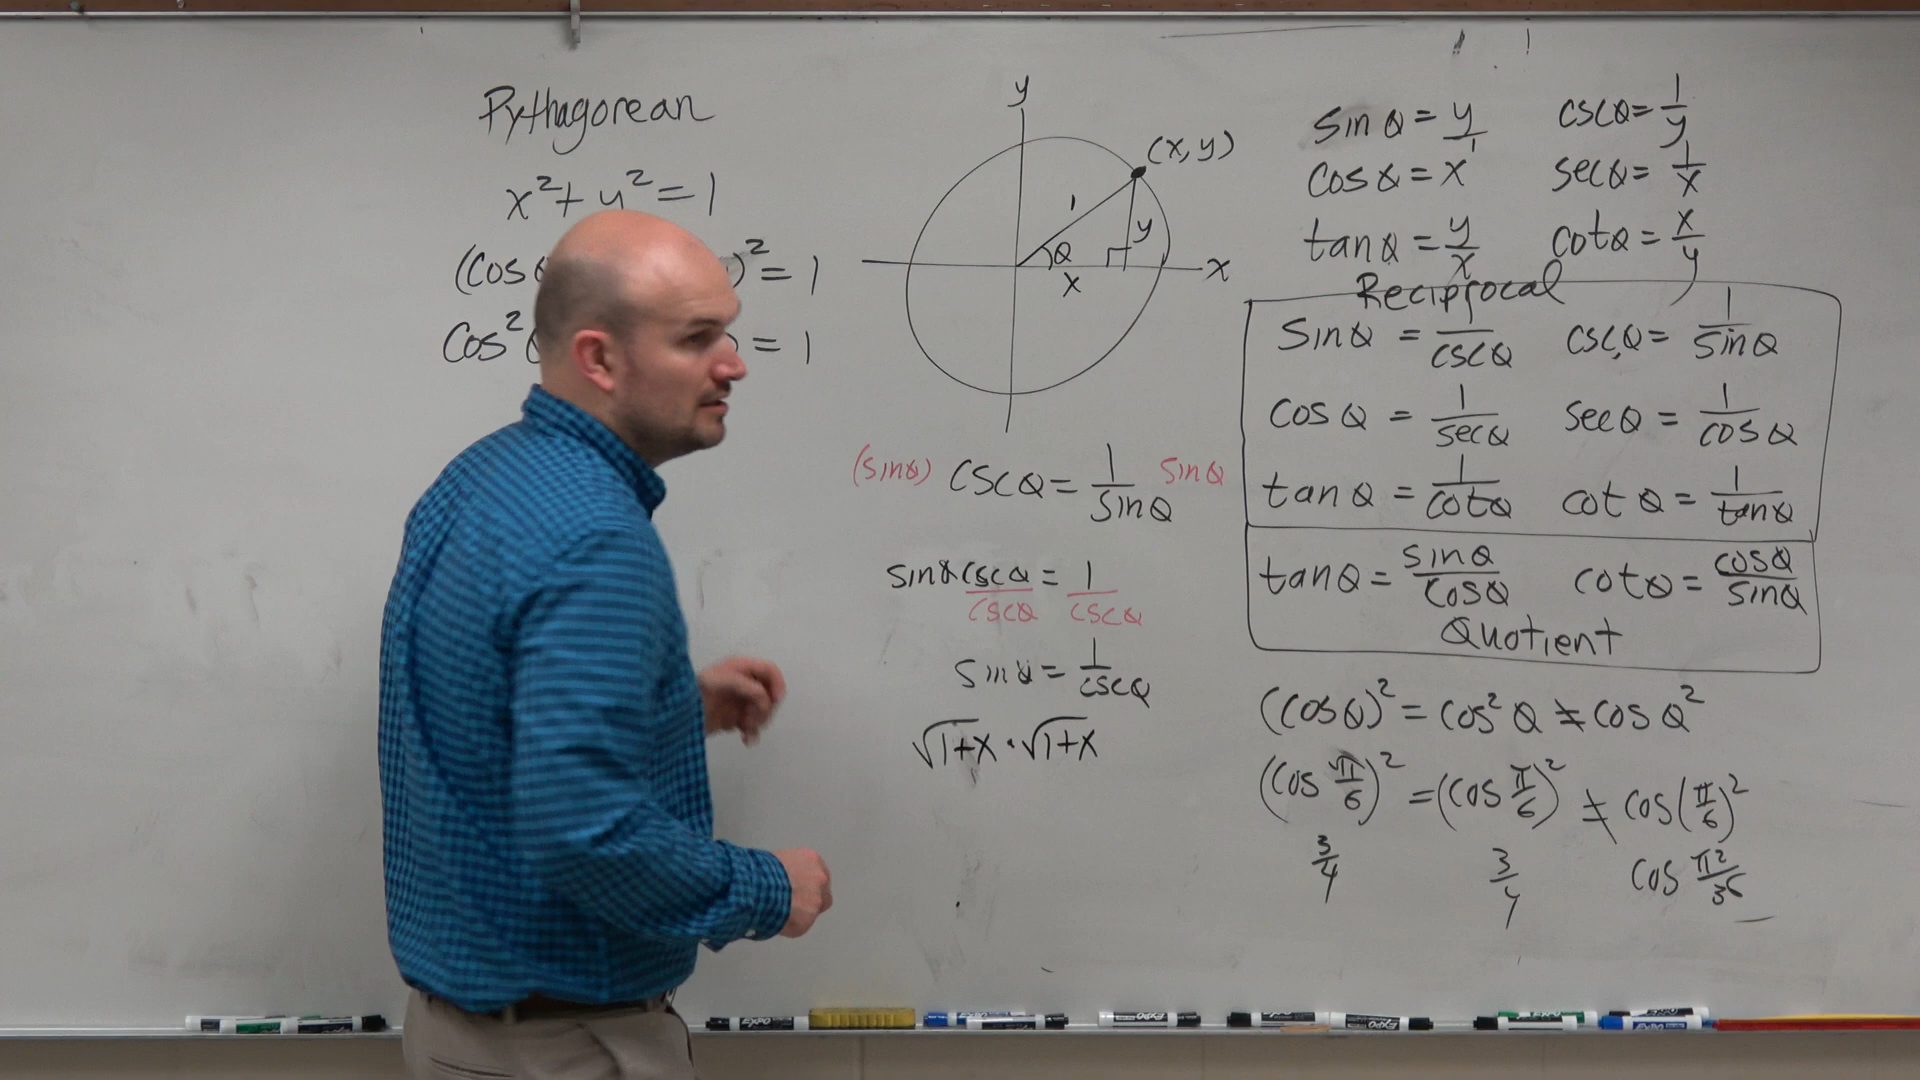 Pythagorean
x² + y² = 1
(Cos )² = 1
Cos² = 1
y
(x, y)
1
y
θ
x
x
sin θ = y/1 csc θ = 1/y
cos θ = x sec θ = 1/x
tan θ = y/x cot θ = x/y
Reciprocal
Sin θ = 1/csc θ csc θ = 1/sin θ
cos θ = 1/sec θ sec θ = 1/cos θ
tan θ = 1/cot θ cot θ = 1/tan θ
tan θ = sin θ/cos θ cot θ = cos θ/sin θ
Quotient
(sin θ) csc θ = 1/sin θ sin θ
sin θ csc θ/csc θ = 1/csc θ
sin θ = 1/csc θ
√1+x · √1+x
(cos θ)² = cos² θ ≠ cos θ²
(cos π/6)² = (cos π/6)² ≠ cos(π/6)²
3/4 3/4 cos π²/36
EXPO
EXPO
EXPO
EXPO